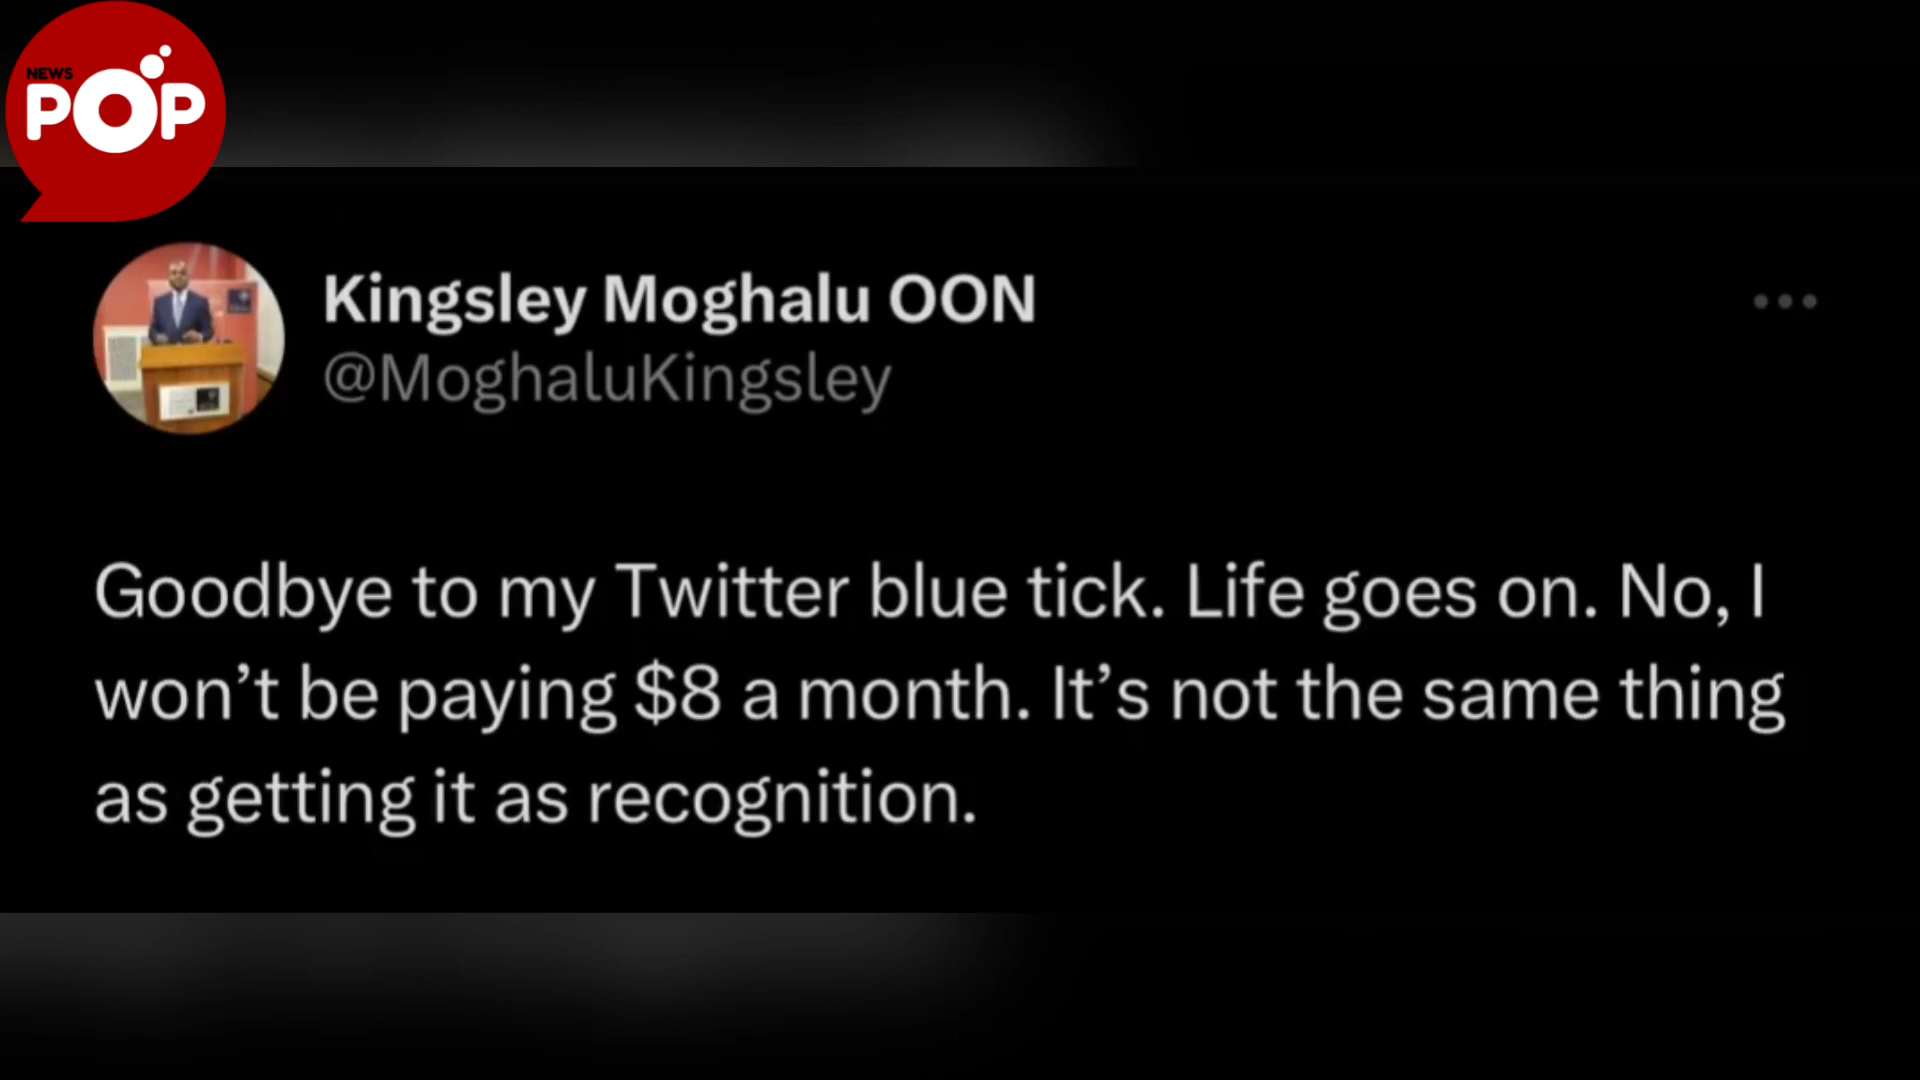 NEWS
POP
Kingsley Moghalu OON
@MoghaluKingsley
Goodbye to my Twitter blue tick. Life goes on. No, I
won’t be paying $8 a month. It’s not the same thing
as getting it as recognition.